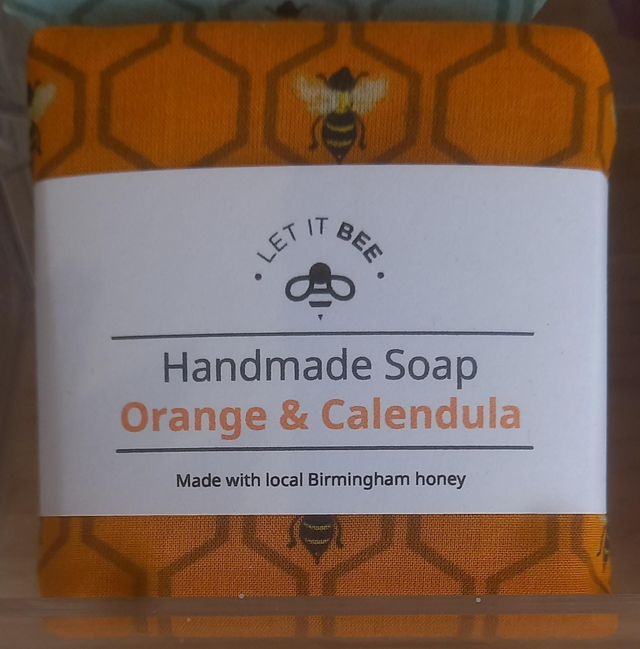 LET IT BEE
Handmade Soap
Orange & Calendula
Made with local Birmingham honey